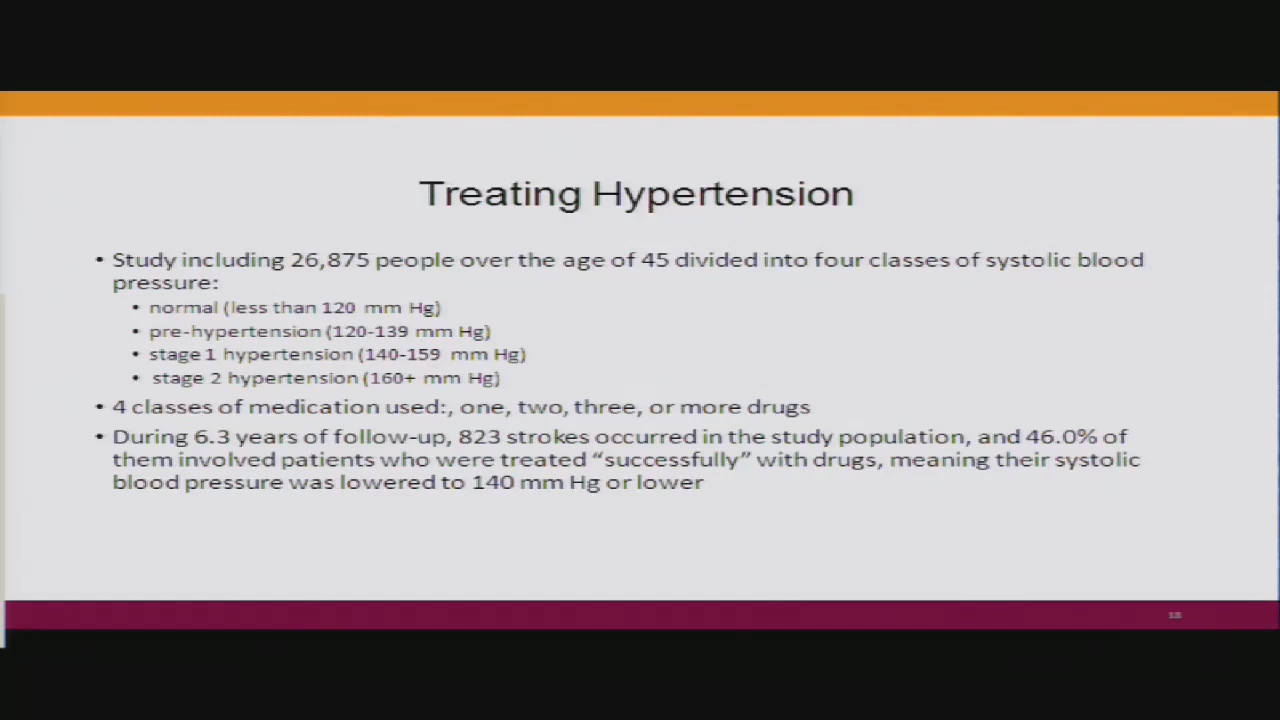 Treating Hypertension
• Study including 26,875 people over the age of 45 divided into four classes of systolic blood
pressure:
• normal (less than 120 mm Hg)
• pre-hypertension (120-139 mm Hg)
• stage 1 hypertension (140-159 mm Hg)
• stage 2 hypertension (160+ mm Hg)
• 4 classes of medication used:, one, two, three, or more drugs
• During 6.3 years of follow-up, 823 strokes occurred in the study population, and 46.0% of
them involved patients who were treated “successfully” with drugs, meaning their systolic
blood pressure was lowered to 140 mm Hg or lower